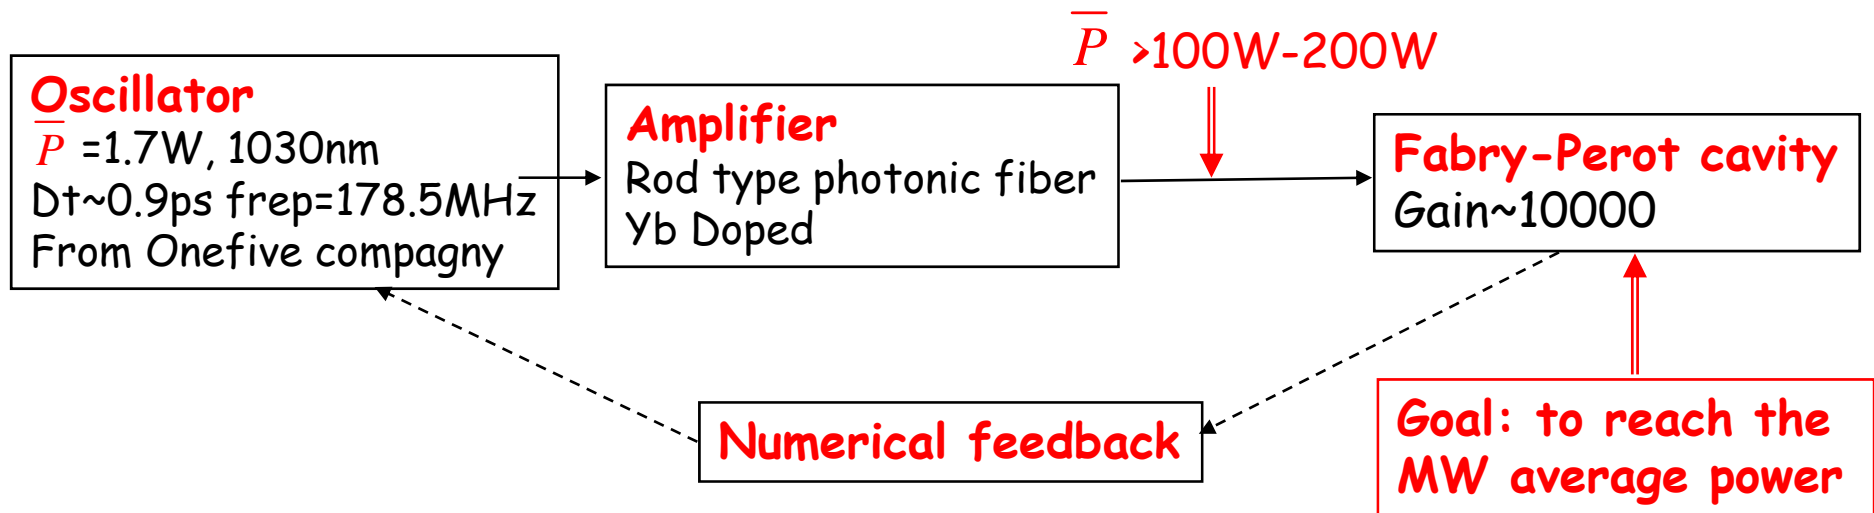 P̅ >100W-200W
Oscillator
P̅ =1.7W, 1030nm
Dt~0.9ps frep=178.5MHz
From Onefive compagny
Amplifier
Rod type photonic fiber
Yb Doped
Fabry-Perot cavity
Gain~10000
Numerical feedback
Goal: to reach the
MW average power